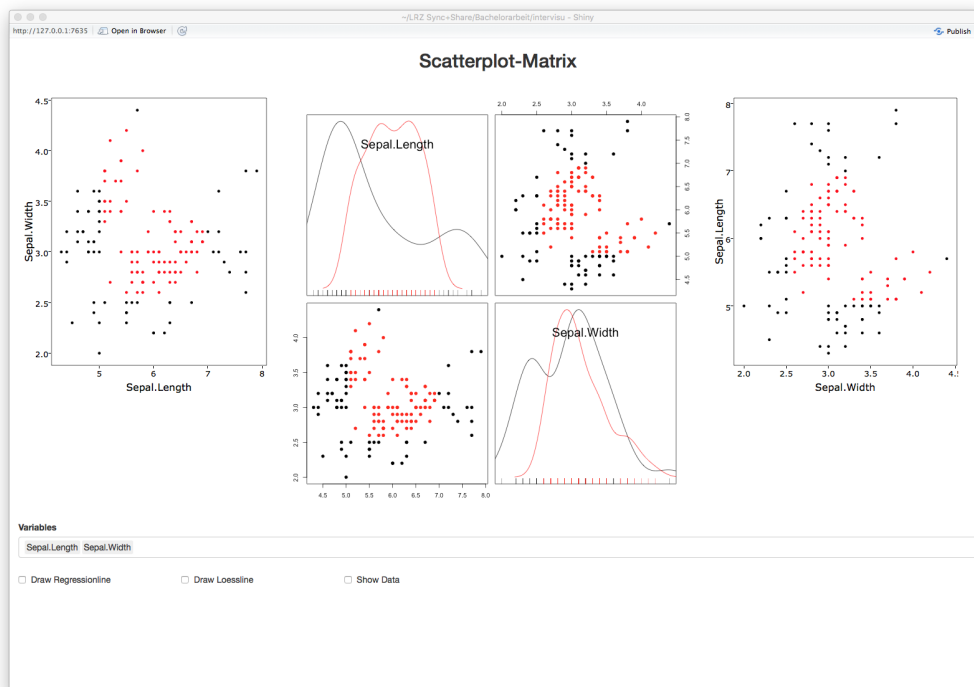 ~/LRZ Sync+Share/Bachelorarbeit/intervisu - Shiny
http://127.0.0.1:7635 Open in Browser Publish
Scatterplot-Matrix
4.5
4.0
3.5
3.0
2.5
2.0
Sepal.Width
5 6 7 8
Sepal.Length
Sepal.Length
2.0 2.5 3.0 3.5 4.0
8.0
7.5
7.0
6.5
6.0
5.5
5.0
4.5
4.0
3.5
3.0
2.5
2.0
4.5 5.0 5.5 6.0 6.5 7.0 7.5 8.0
Sepal.Width
8
7
6
5
Sepal.Length
2.0 2.5 3.0 3.5 4.0 4.5
Sepal.Width
Variables
Sepal.Length Sepal.Width
Draw Regressionline Draw Loessline Show Data